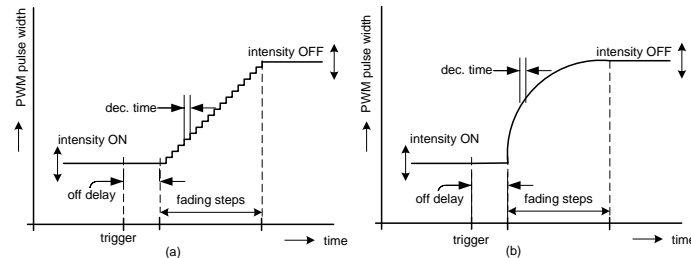 PWM pulse width
intensity OFF
dec. time
intensity ON
off delay
fading steps
trigger
time
(a)
PWM pulse width
intensity OFF
dec. time
intensity ON
off delay
fading steps
trigger
time
(b)